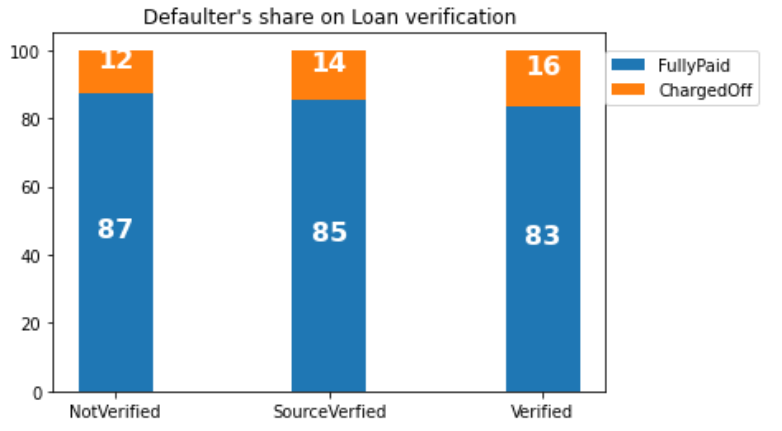 Defaulter's share on Loan verification
100
80
60
40
20
0
12
14
16
87
85
83
NotVerified
SourceVerfied
Verified
FullyPaid
ChargedOff